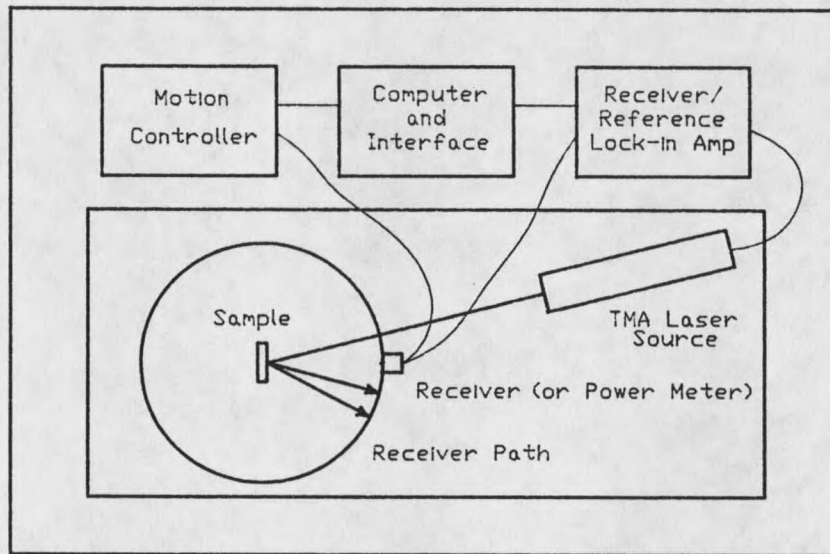 Motion
Controller
Computer
and
Interface
Receiver/
Reference
Lock-In Amp
Sample
TMA Laser
Source
Receiver (or Power Meter)
Receiver Path